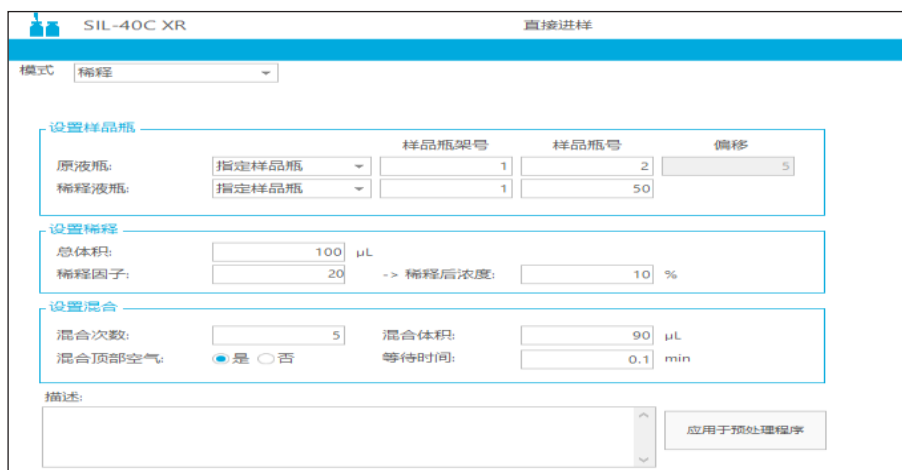 SIL-40C XR 直接进样
模式 稀释
设置样品瓶
样品瓶架号 样品瓶号 偏移
原液瓶: 指定样品瓶 1 2 5
稀释液瓶: 指定样品瓶 1 50
设置稀释
总体积: 100 µL
稀释因子: 20 -> 稀释后浓度: 10 %
设置混合
混合次数: 5 混合体积: 90 µL
混合顶部空气: 是 否 等待时间: 0.1 min
描述:
应用于预处理程序